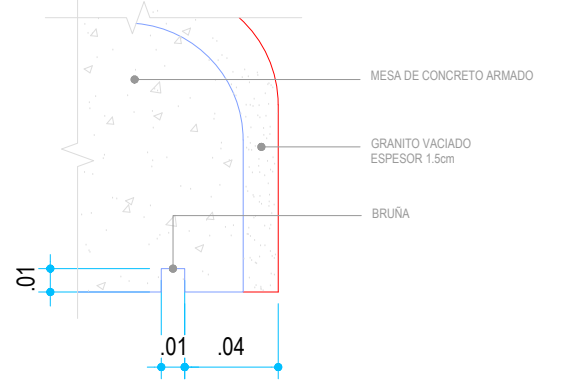 MESA DE CONCRETO ARMADO
GRANITO VACIADO
ESPESOR 1.5cm
BRUÑA
.01
.01
.04